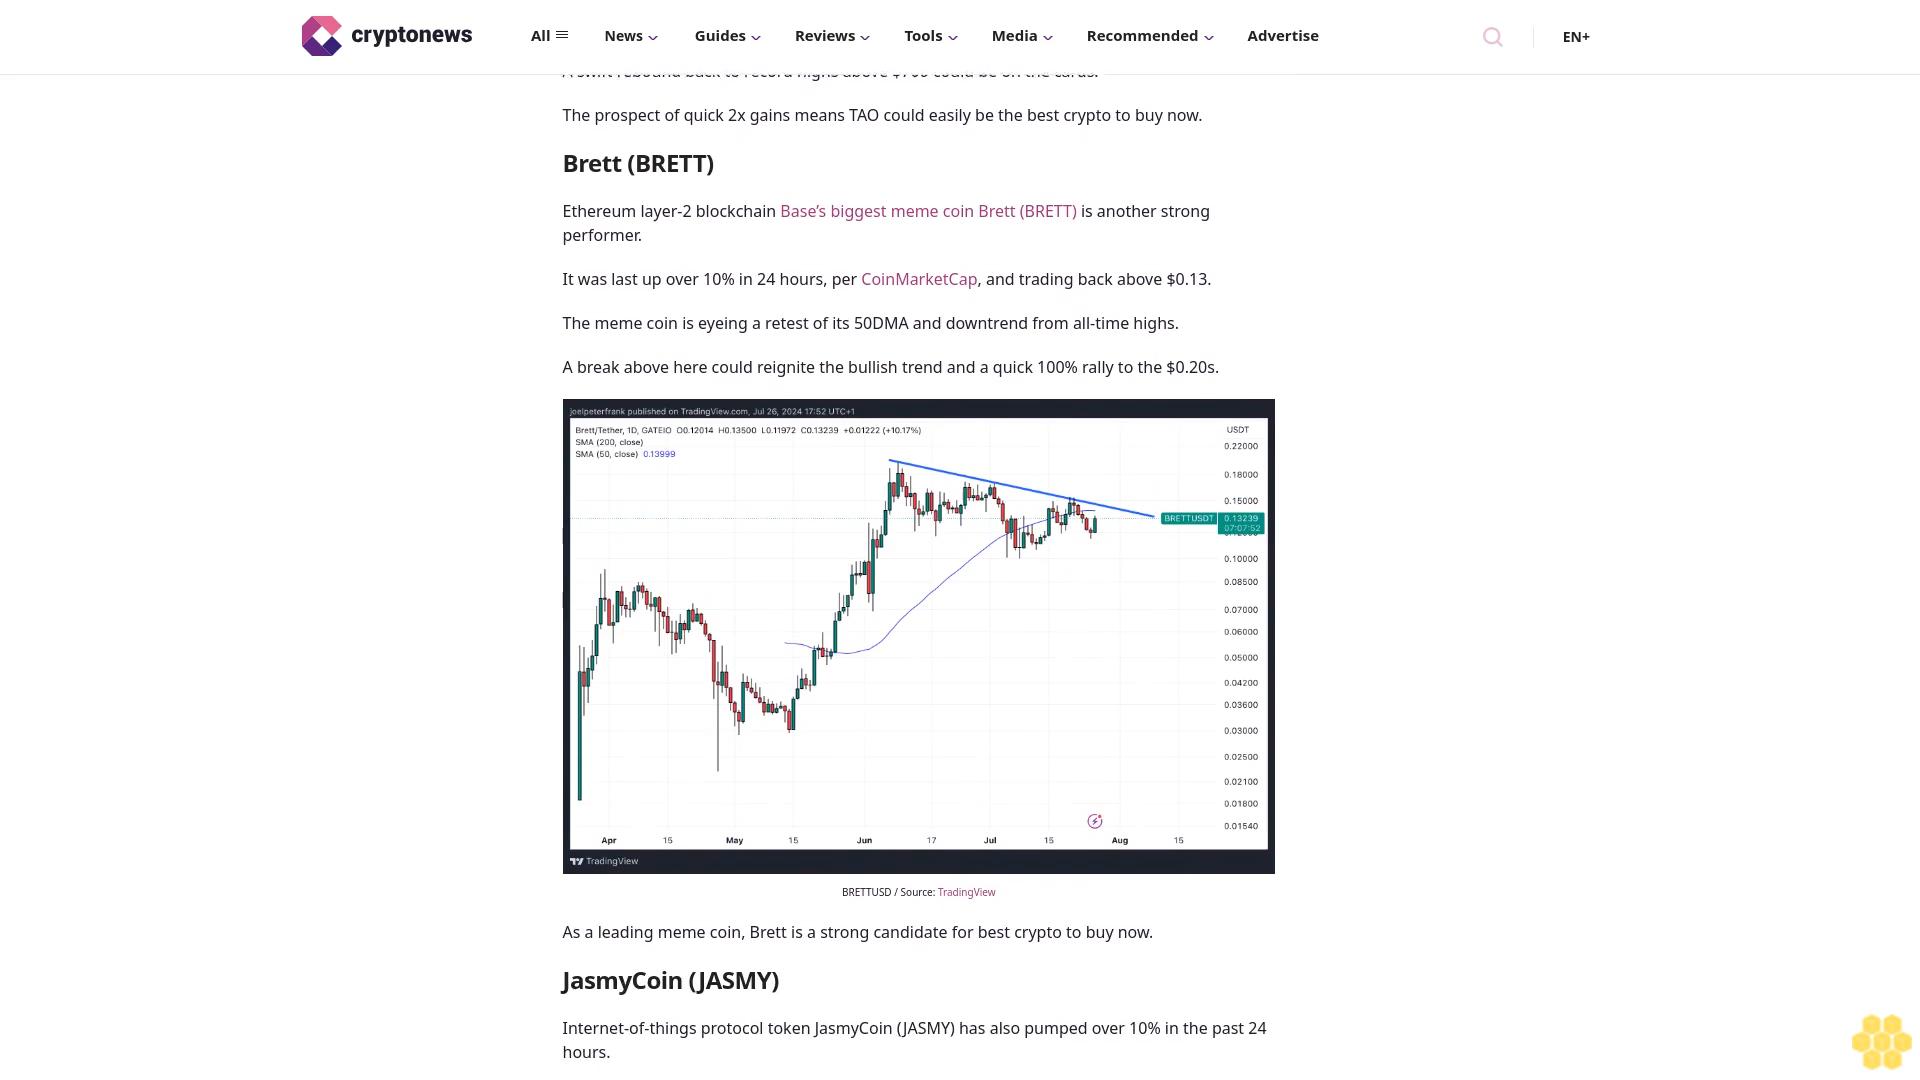 cryptonews
All
News
Guides
Reviews
Tools
Media
Recommended
Advertise
EN+
The prospect of quick 2x gains means TAO could easily be the best crypto to buy now.
Brett (BRETT)
Ethereum layer-2 blockchain Base’s biggest meme coin Brett (BRETT) is another strong
performer.
It was last up over 10% in 24 hours, per CoinMarketCap, and trading back above $0.13.
The meme coin is eyeing a retest of its 50DMA and downtrend from all-time highs.
A break above here could reignite the bullish trend and a quick 100% rally to the $0.20s.
joelpeterfrank published on TradingView.com, Jul 26, 2024 17:52 UTC+1
Brett/Tether, 1D, GATEIO O0.12014 H0.13500 L0.11972 C0.13239 +0.01222 (+10.17%)
SMA (200, close)
SMA (50, close) 0.13999
USDT
0.22000
0.18000
0.15000
BRETTUSDT 0.13239
07:07:52
0.10000
0.08500
0.07000
0.06000
0.05000
0.04200
0.03600
0.03000
0.02500
0.02100
0.01800
0.01540
Apr 15 May 15 Jun 17 Jul 15 Aug 15
TradingView
BRETTUSD / Source: TradingView
As a leading meme coin, Brett is a strong candidate for best crypto to buy now.
JasmyCoin (JASMY)
Internet-of-things protocol token JasmyCoin (JASMY) has also pumped over 10% in the past 24
hours.